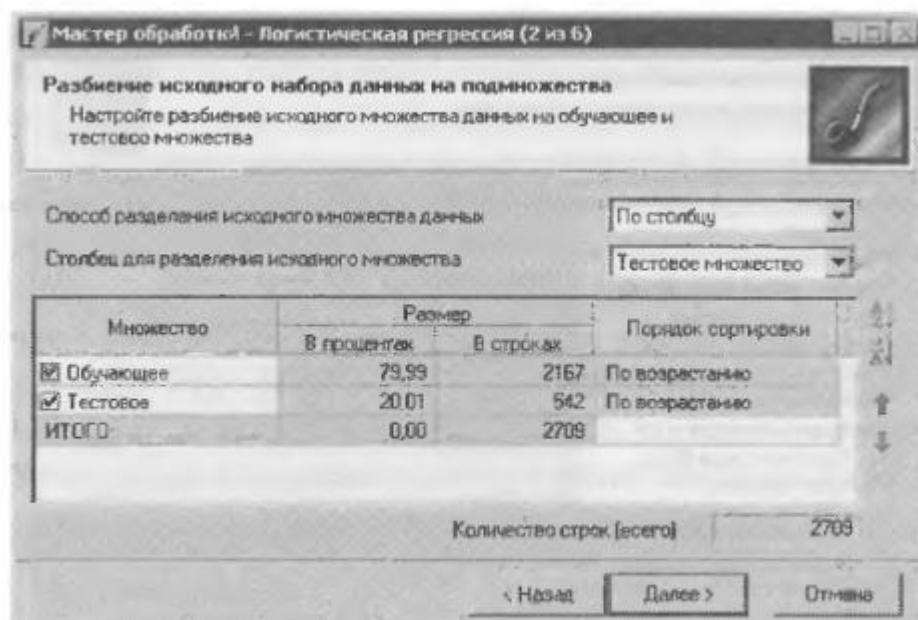 Мастер обработки - Логистическая регрессия (2 из 6)
Разбиение исходного набора данных на подмножества
Настройте разбиение исходного множества данных на обучающее и
тестовое множества
Способ разделания исходного множества данных По столбцу
Столбец для разделения исходного множества Тестовое множество
Множество Размер Порядок сортировки
В процентах В строках
Обучающее 79,99 2167 По возрастанию
Тестовое 20,01 542 По возрастанию
ИТОГО: 0,00 2709
Количество строк (всего) 2709
< Назад Далее > Отмена